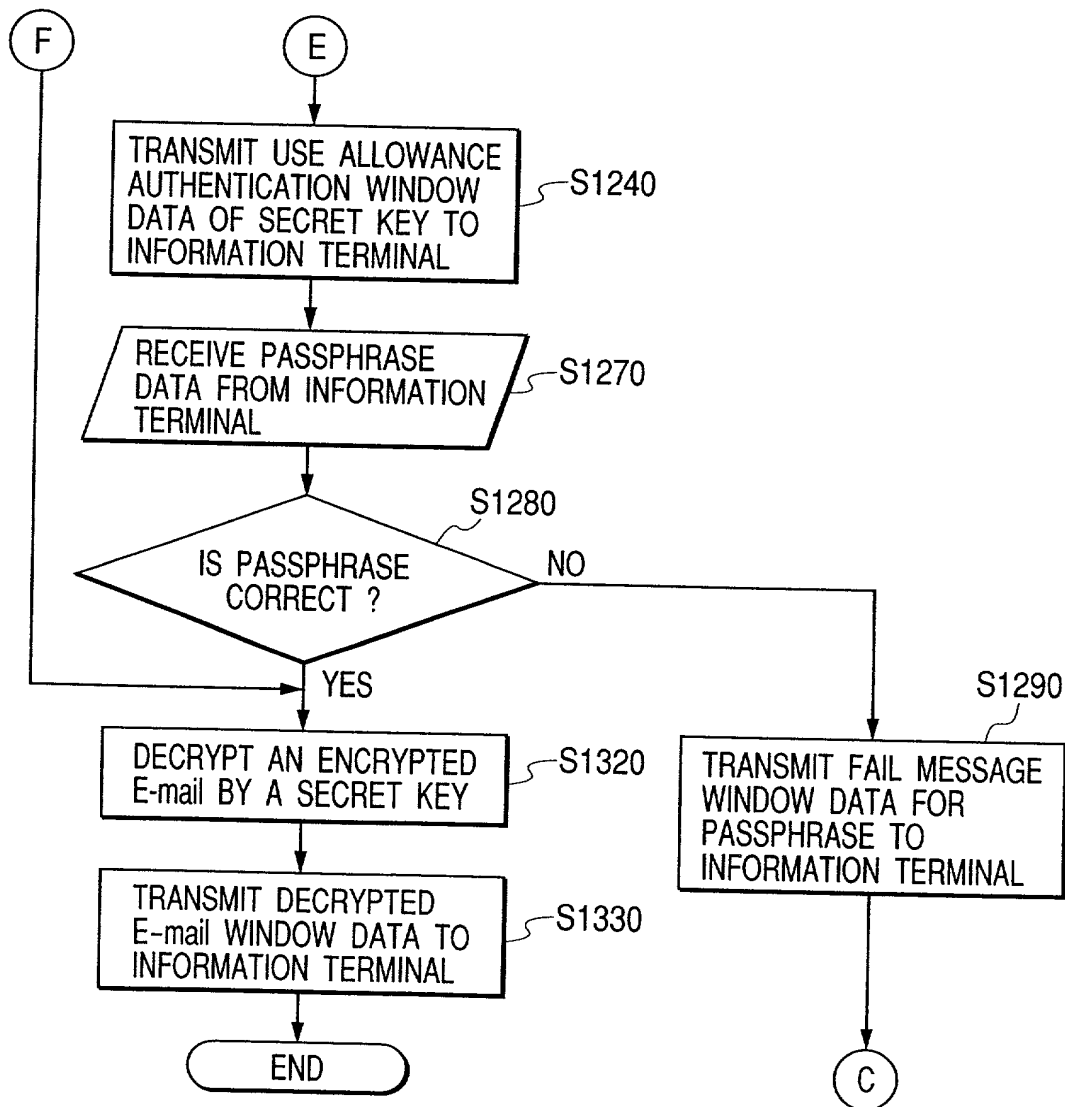 F
E
TRANSMIT USE ALLOWANCE
AUTHENTICATION WINDOW
DATA OF SECRET KEY TO
INFORMATION TERMINAL
S1240
RECEIVE PASSPHRASE
DATA FROM INFORMATION
TERMINAL
S1270
S1280
IS PASSPHRASE
CORRECT ?
NO
YES
S1290
DECRYPT AN ENCRYPTED
E-mail BY A SECRET KEY
S1320
TRANSMIT FAIL MESSAGE
WINDOW DATA FOR
PASSPHRASE TO
INFORMATION TERMINAL
TRANSMIT DECRYPTED
E-mail WINDOW DATA TO
INFORMATION TERMINAL
S1330
END
C